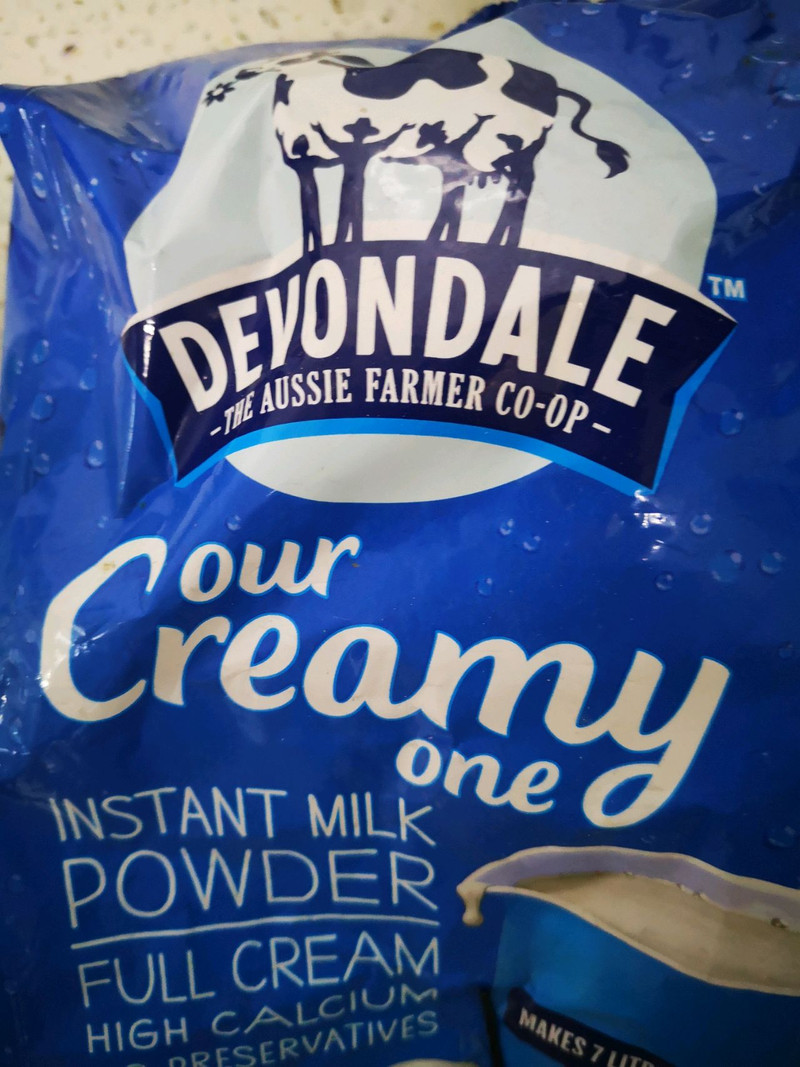 DEVONDALE
TM
-THE AUSSIE FARMER CO-OP-
our
Creamy
one
INSTANT MILK
POWDER
FULL CREAM
HIGH CALCIUM
PRESERVATIVES
MAKES 7